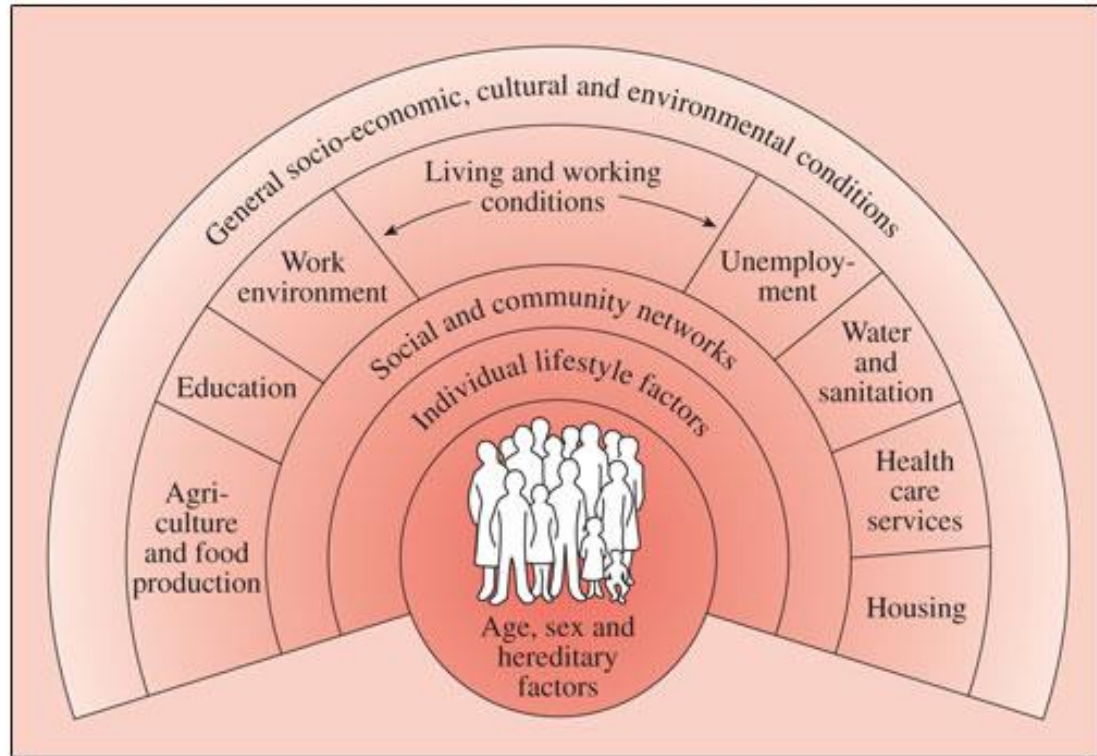 General socio-economic, cultural and environmental conditions
Living and working
conditions
Work
environment
Unemploy-
ment
Education
Water
and
sanitation
Agri-
culture
and food
production
Health
care
services
Housing
Social and community networks
Individual lifestyle factors
Age, sex and
hereditary
factors